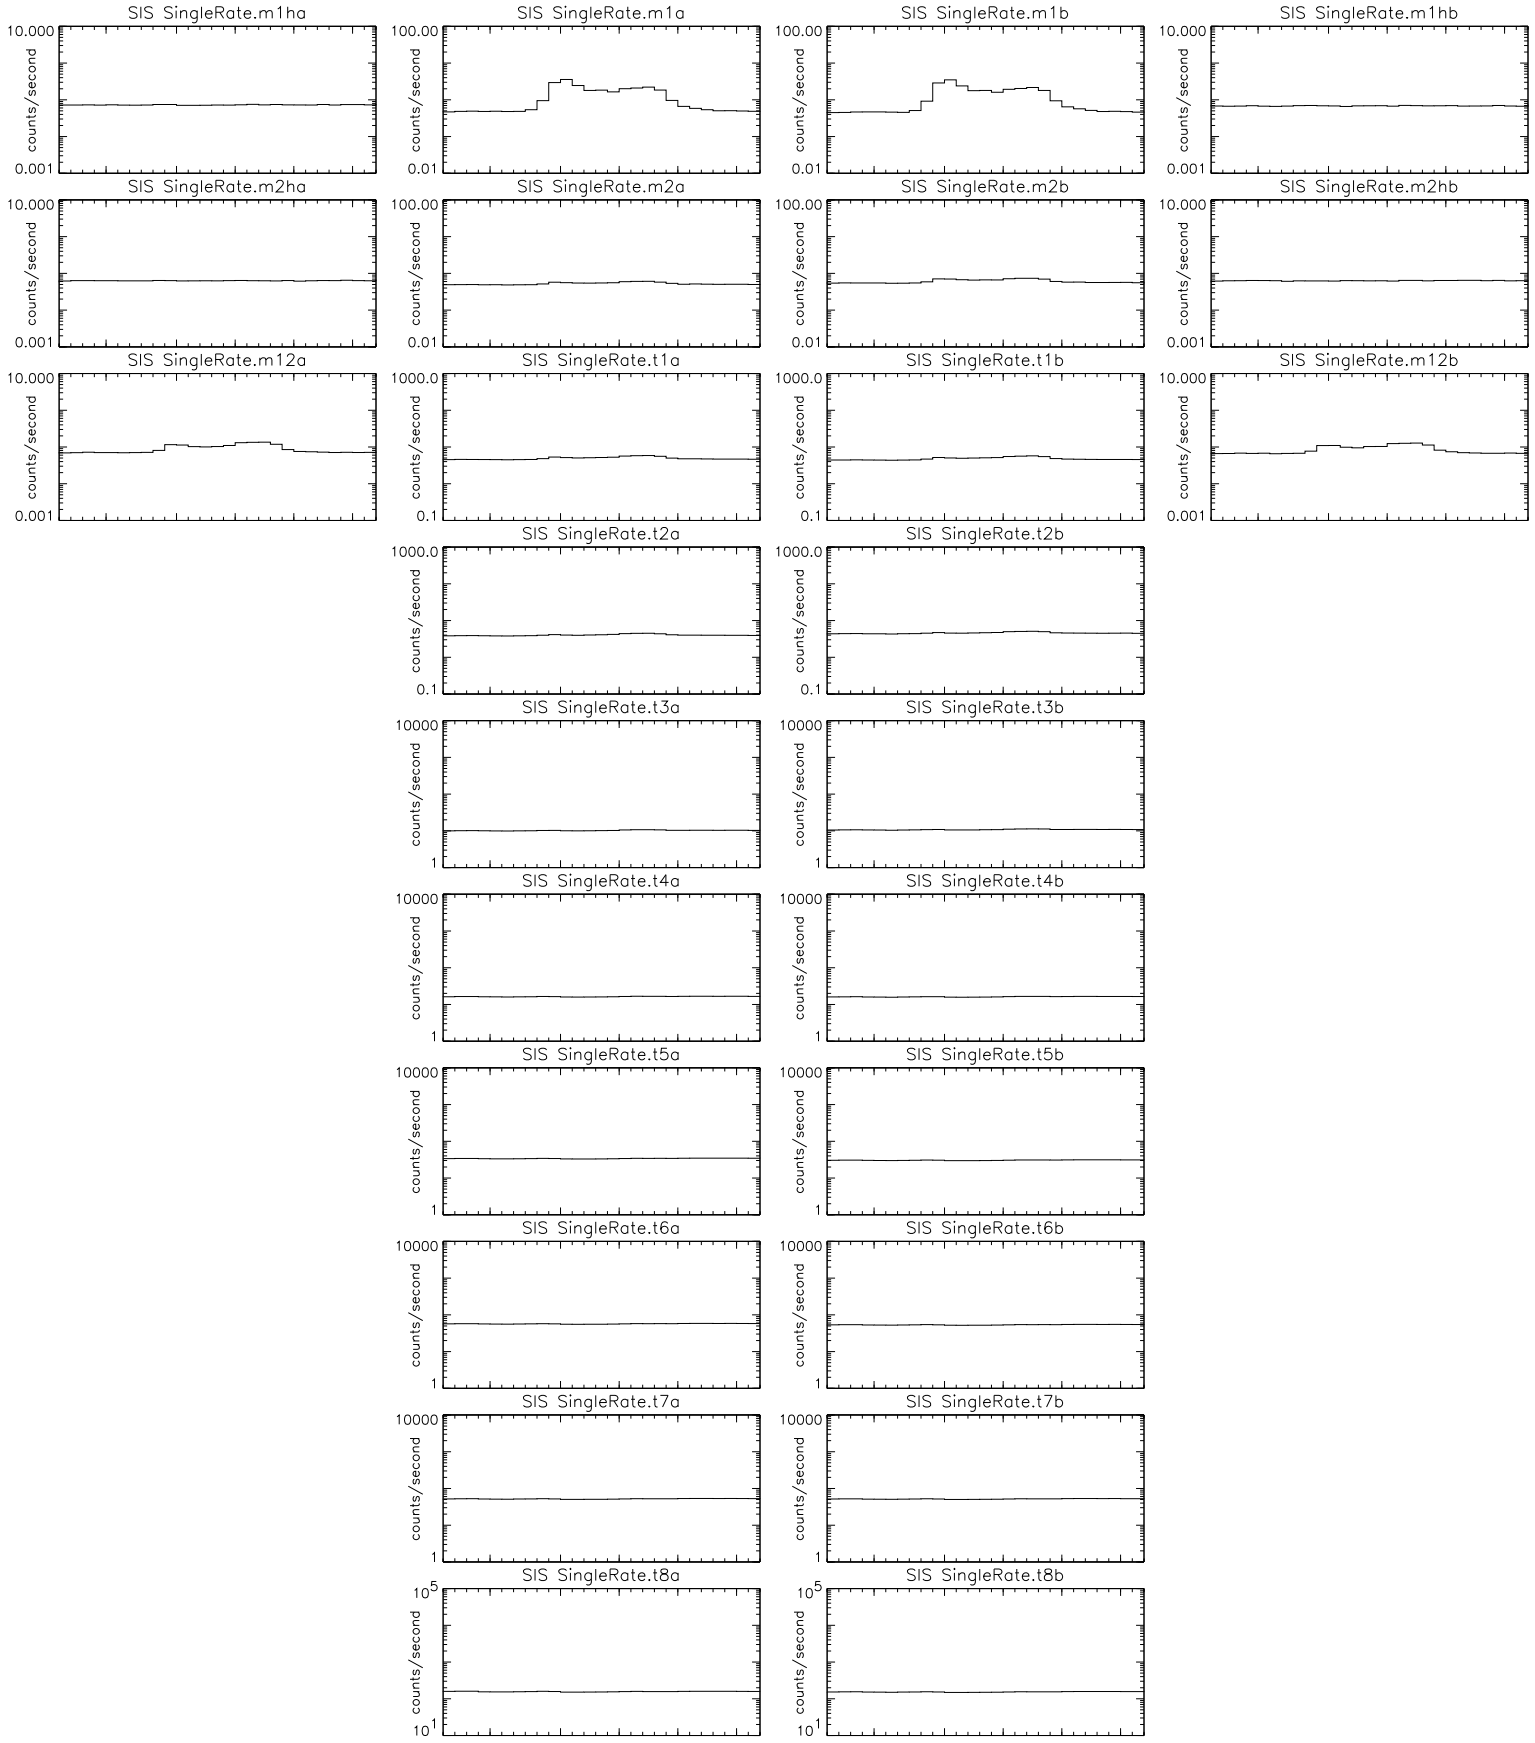 SIS SingleRate.m1ha
SIS SingleRate.m1a
SIS SingleRate.m1b
SIS SingleRate.m1hb
10.000
counts/second
0.001
100.00
counts/second
0.01
100.00
counts/second
0.01
10.000
counts/second
0.001
SIS SingleRate.m2ha
SIS SingleRate.m2a
SIS SingleRate.m2b
SIS SingleRate.m2hb
10.000
counts/second
0.001
100.00
counts/second
0.01
100.00
counts/second
0.01
10.000
counts/second
0.001
SIS SingleRate.m12a
SIS SingleRate.t1a
SIS SingleRate.t1b
SIS SingleRate.m12b
10.000
counts/second
0.001
1000.0
counts/second
0.1
1000.0
counts/second
0.1
10.000
counts/second
0.001
SIS SingleRate.t2a
SIS SingleRate.t2b
1000.0
counts/second
0.1
1000.0
counts/second
0.1
SIS SingleRate.t3a
SIS SingleRate.t3b
10000
counts/second
1
10000
counts/second
1
SIS SingleRate.t4a
SIS SingleRate.t4b
10000
counts/second
1
10000
counts/second
1
SIS SingleRate.t5a
SIS SingleRate.t5b
10000
counts/second
1
10000
counts/second
1
SIS SingleRate.t6a
SIS SingleRate.t6b
10000
counts/second
1
10000
counts/second
1
SIS SingleRate.t7a
SIS SingleRate.t7b
10000
counts/second
1
10000
counts/second
1
SIS SingleRate.t8a
SIS SingleRate.t8b
10⁵
counts/second
10¹
10⁵
counts/second
10¹